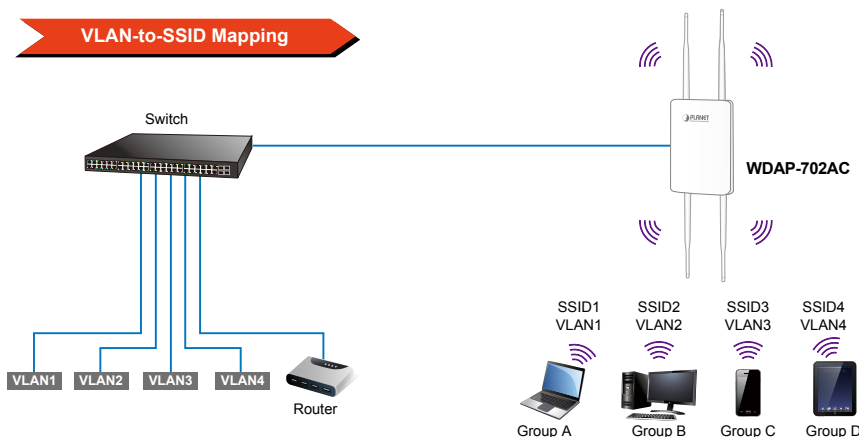 VLAN-to-SSID Mapping
Switch
PLANET
WDAP-702AC
SSID1
VLAN1
SSID2
VLAN2
SSID3
VLAN3
SSID4
VLAN4
VLAN1
VLAN2
VLAN3
VLAN4
Router
Group A
Group B
Group C
Group D